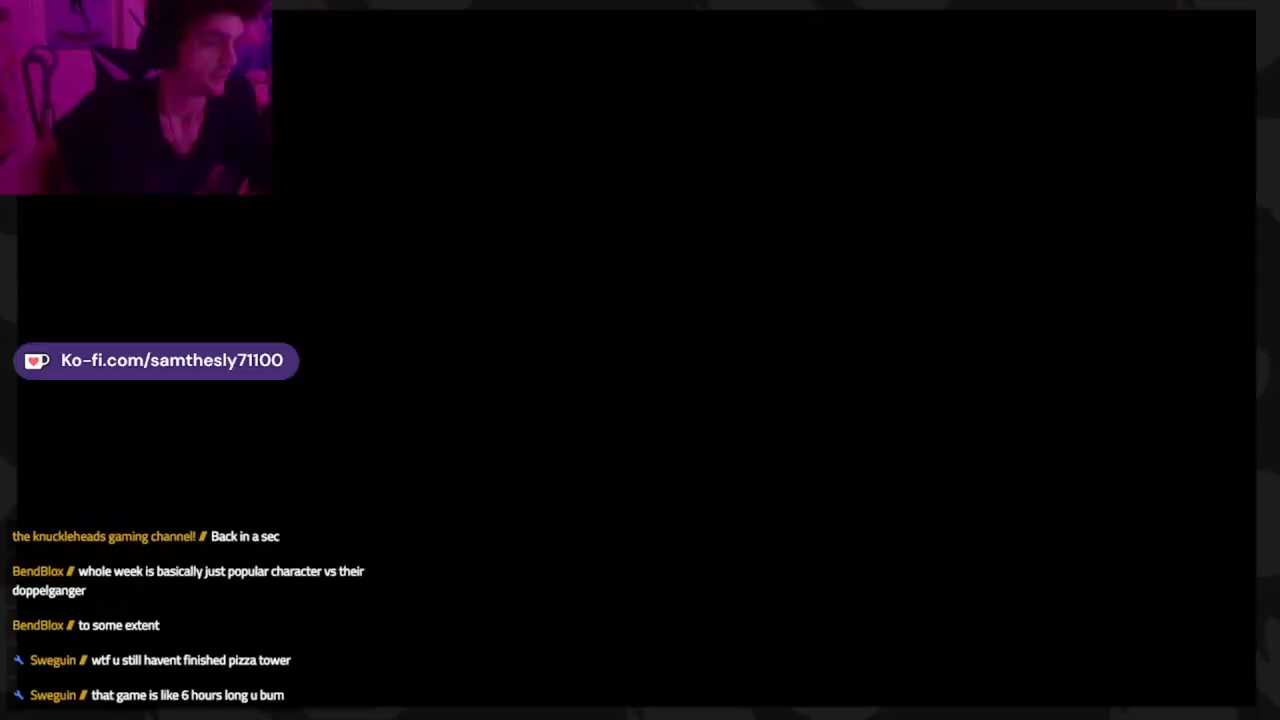 Ko-fi.com/samthesly71100
the knuckleheads gaming channel! // Back in a sec
BendBlox // whole week is basically just popular character vs their
doppelganger
BendBlox // to some extent
Sweguin // wtf u still havent finished pizza tower
Sweguin // that game is like 6 hours long u bum